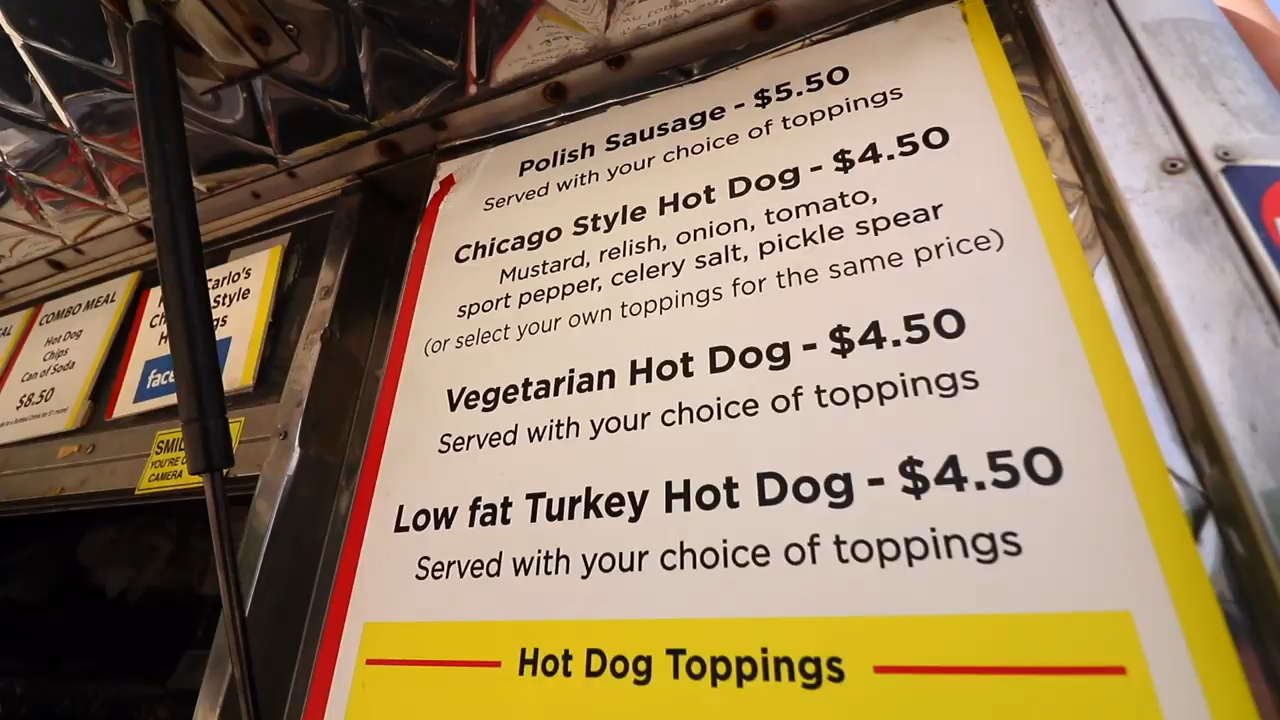 Polish Sausage - $5.50
Served with your choice of toppings
Chicago Style Hot Dog - $4.50
Mustard, relish, onion, tomato,
sport pepper, celery salt, pickle spear
(or select your own toppings for the same price)
Vegetarian Hot Dog - $4.50
Served with your choice of toppings
Low fat Turkey Hot Dog - $4.50
Served with your choice of toppings
Hot Dog Toppings
COMBO MEAL
Hot Dog
Chips
Can of Soda
$8.50
Style
YOU'RE
CAMERA